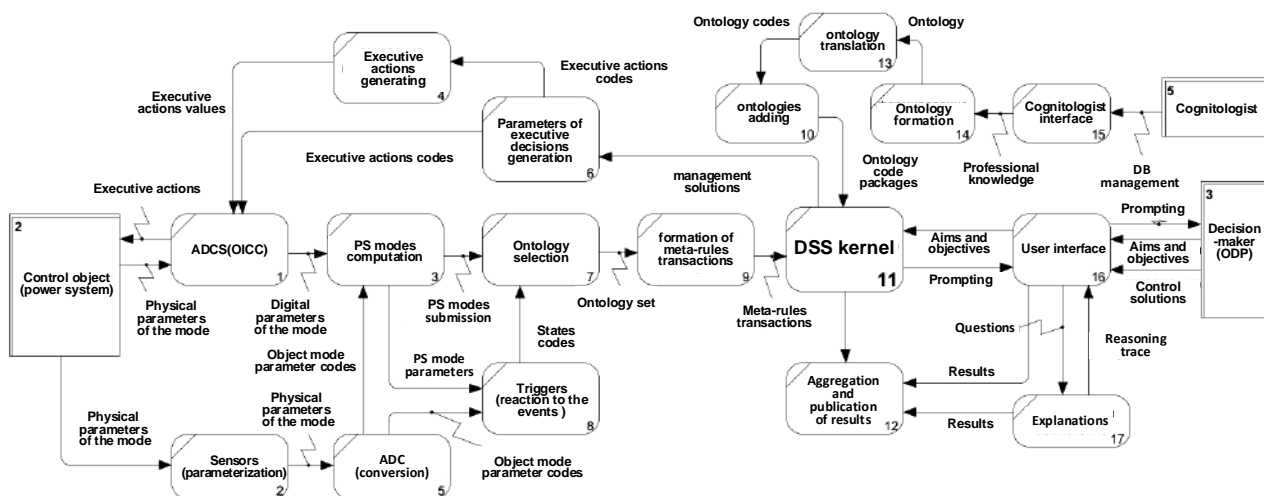 Ontology codes
Ontology
ontology
translation
13
Executive
actions
generating
4
Executive actions
codes
Executive
actions values
ontologies
adding
10
Ontology
formation
14
Cognitologist
interface
15
5
Cognitologist
Parameters of
executive
decisions
generation
6
Executive actions codes
Ontology
code
packages
Professional
knowledge
DB
management
management
solutions
Executive actions
2
Control object
(power system)
ADCS(OICC)
1
PS modes
computation
3
Ontology
selection
7
formation of
meta-rules
transactions
9
DSS kernel
11
Aims and
objectives
Prompting
User interface
16
Prompting
Aims and
objectives
Control
solutions
3
Decision
-maker
(ODP)
Physical
parameters
of the mode
Digital
parameters
of the mode
PS modes
submission
Ontology set
Meta-rules
transactions
Questions
Reasoning
trace
Object mode
parameter codes
PS mode
parameters
States
codes
Triggers
(reaction to the
events )
8
Aggregation
and
publication
of results
12
Results
Results
Explanations
17
Physical
parameters
of the mode
Physical
parameters
of the mode
Sensors
(parameterization)
2
ADC
(conversion)
5
Object mode
parameter codes